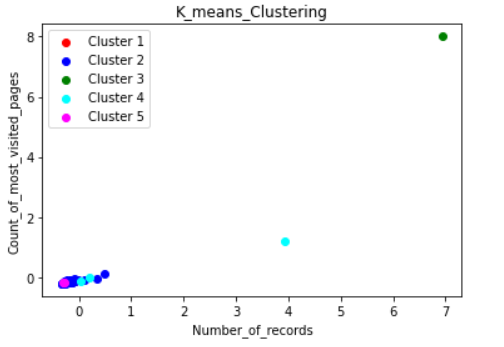 K_means_Clustering
Cluster 1
Cluster 2
Cluster 3
Cluster 4
Cluster 5
Count_of_most_visited_pages
8
6
4
2
0
0 1 2 3 4 5 6 7
Number_of_records